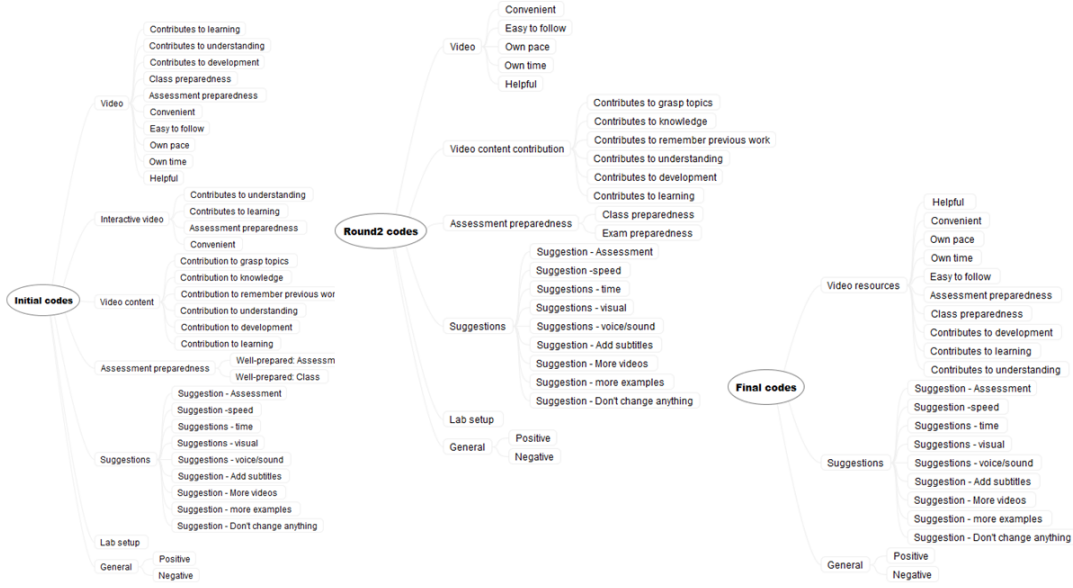 Initial codes
Video
Contributes to learning
Contributes to understanding
Contributes to development
Class preparedness
Assessment preparedness
Convenient
Easy to follow
Own pace
Own time
Helpful
Interactive video
Contributes to understanding
Contributes to learning
Assessment preparedness
Convenient
Video content
Contribution to grasp topics
Contribution to knowledge
Contribution to remember previous wor
Contribution to understanding
Contribution to development
Contribution to learning
Assessment preparedness
Well-prepared: Assessm
Well-prepared: Class
Suggestions
Suggestion - Assessment
Suggestion -speed
Suggestions - time
Suggestions - visual
Suggestions - voice/sound
Suggestion - Add subtitles
Suggestion - More videos
Suggestion - more examples
Suggestion - Don't change anything
Lab setup
General
Positive
Negative
Round2 codes
Video
Convenient
Easy to follow
Own pace
Own time
Helpful
Video content contribution
Contributes to grasp topics
Contributes to knowledge
Contributes to remember previous work
Contributes to understanding
Contributes to development
Contributes to learning
Assessment preparedness
Class preparedness
Exam preparedness
Suggestions
Suggestion - Assessment
Suggestion -speed
Suggestions - time
Suggestions - visual
Suggestions - voice/sound
Suggestion - Add subtitles
Suggestion - More videos
Suggestion - more examples
Suggestion - Don't change anything
Lab setup
General
Positive
Negative
Final codes
Video resources
Helpful
Convenient
Own pace
Own time
Easy to follow
Assessment preparedness
Class preparedness
Contributes to development
Contributes to learning
Contributes to understanding
Suggestions
Suggestion - Assessment
Suggestion -speed
Suggestions - time
Suggestions - visual
Suggestions - voice/sound
Suggestion - Add subtitles
Suggestion - More videos
Suggestion - more examples
Suggestion - Don't change anything
General
Positive
Negative